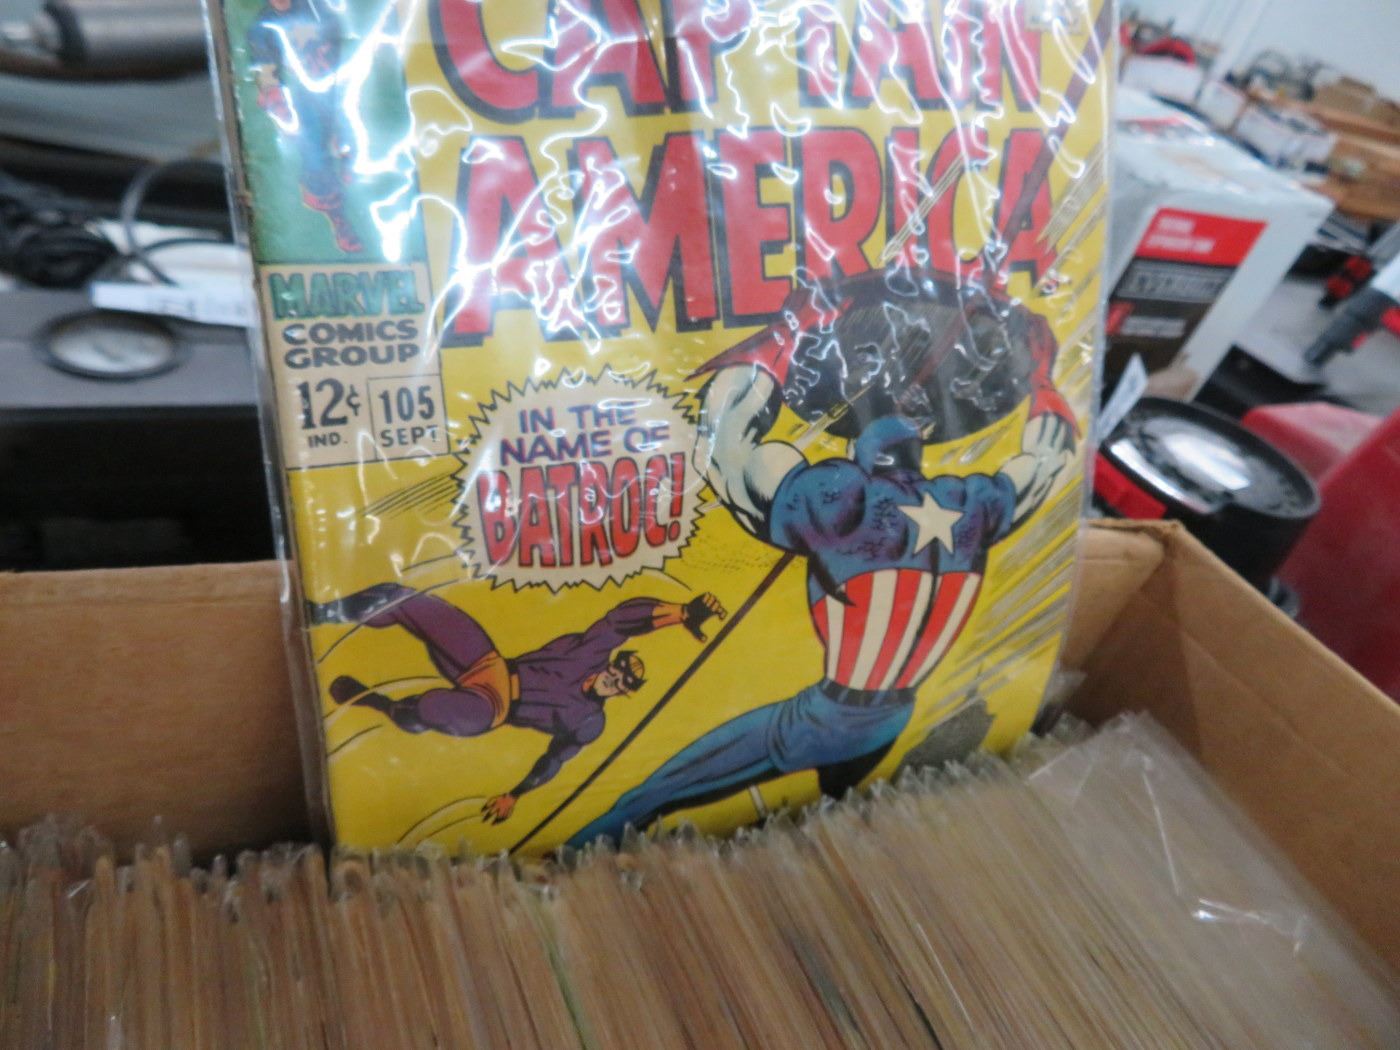 CAPTAIN
AMERICA
MARVEL
COMICS
GROUP
12¢
IND.
105
SEPT
IN THE
NAME OF
BATROC!